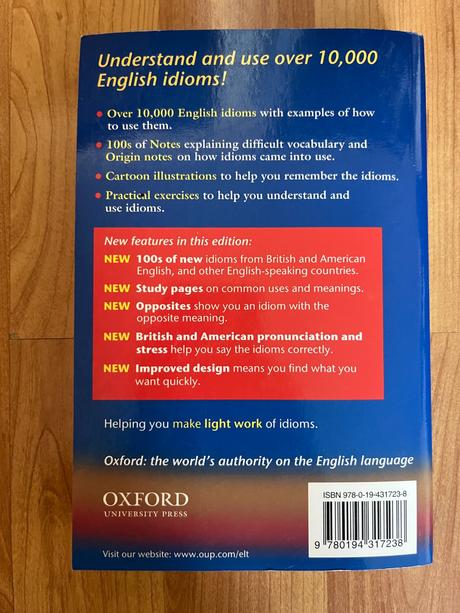 Understand and use over 10,000
English idioms!
• Over 10,000 English idioms with examples of how
to use them.
• 100s of Notes explaining difficult vocabulary and
Origin notes on how idioms came into use.
• Cartoon illustrations to help you remember the idioms.
• Practical exercises to help you understand and
use idioms.
New features in this edition:
NEW 100s of new idioms from British and American
English, and other English-speaking countries.
NEW Study pages on common uses and meanings.
NEW Opposites show you an idiom with the
opposite meaning.
NEW British and American pronunciation and
stress help you say the idioms correctly.
NEW Improved design means you find what you
want quickly.
Helping you make light work of idioms.
Oxford: the world's authority on the English language
OXFORD
UNIVERSITY PRESS
Visit our website: www.oup.com/elt
ISBN 978-0-19-431723-8
9 780194 317238